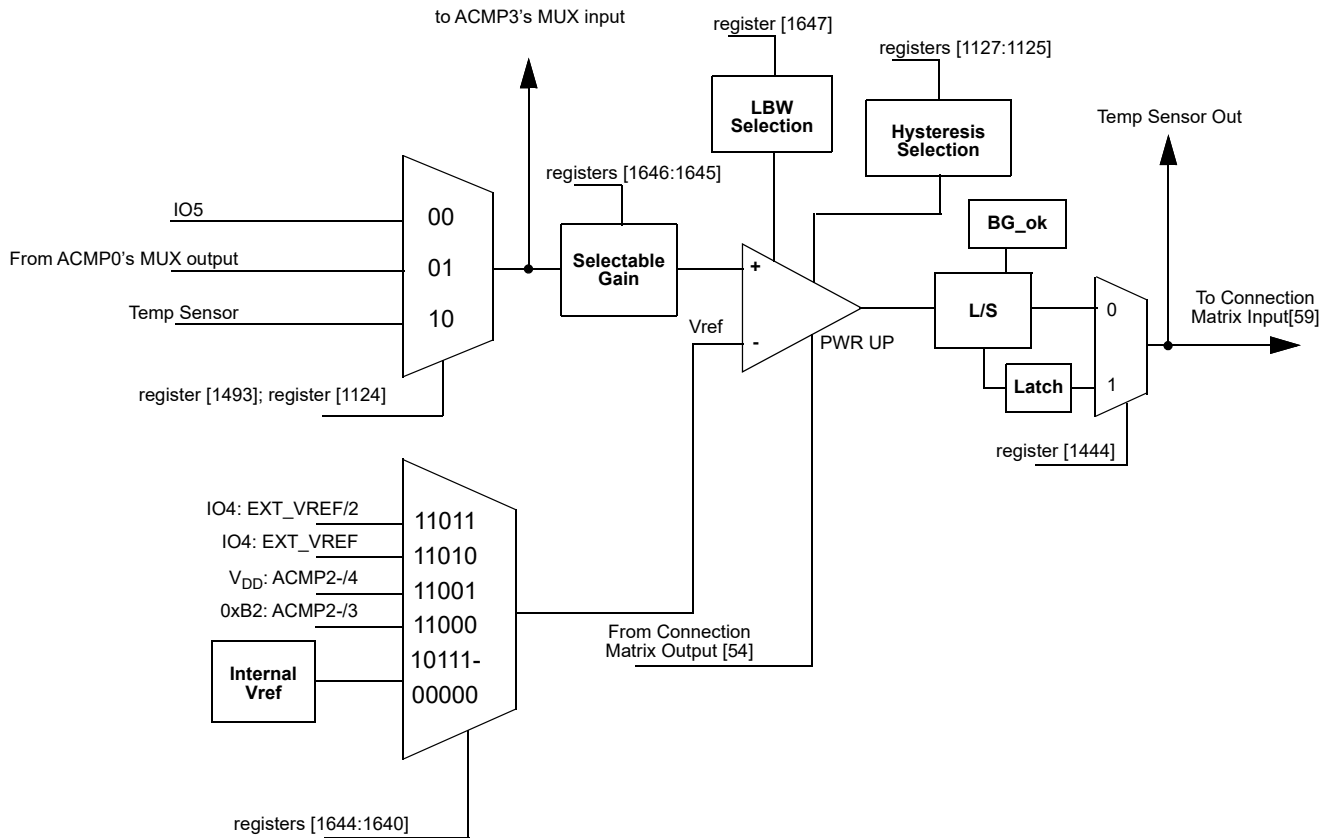 to ACMP3's MUX input
register [1647]
registers [1127:1125]
LBW
Selection
Hysteresis
Selection
Temp Sensor Out
registers [1646:1645]
IO5
00
BG_ok
From ACMP0's MUX output
01
Selectable
Gain
+
Temp Sensor
10
L/S
0
To Connection
Matrix Input[59]
Vref
-
PWR UP
register [1493]; register [1124]
Latch
1
register [1444]
IO4: EXT_VREF/2
11011
IO4: EXT_VREF
11010
VDD: ACMP2-/4
11001
0xB2: ACMP2-/3
11000
Internal
Vref
10111-
00000
From Connection
Matrix Output [54]
registers [1644:1640]